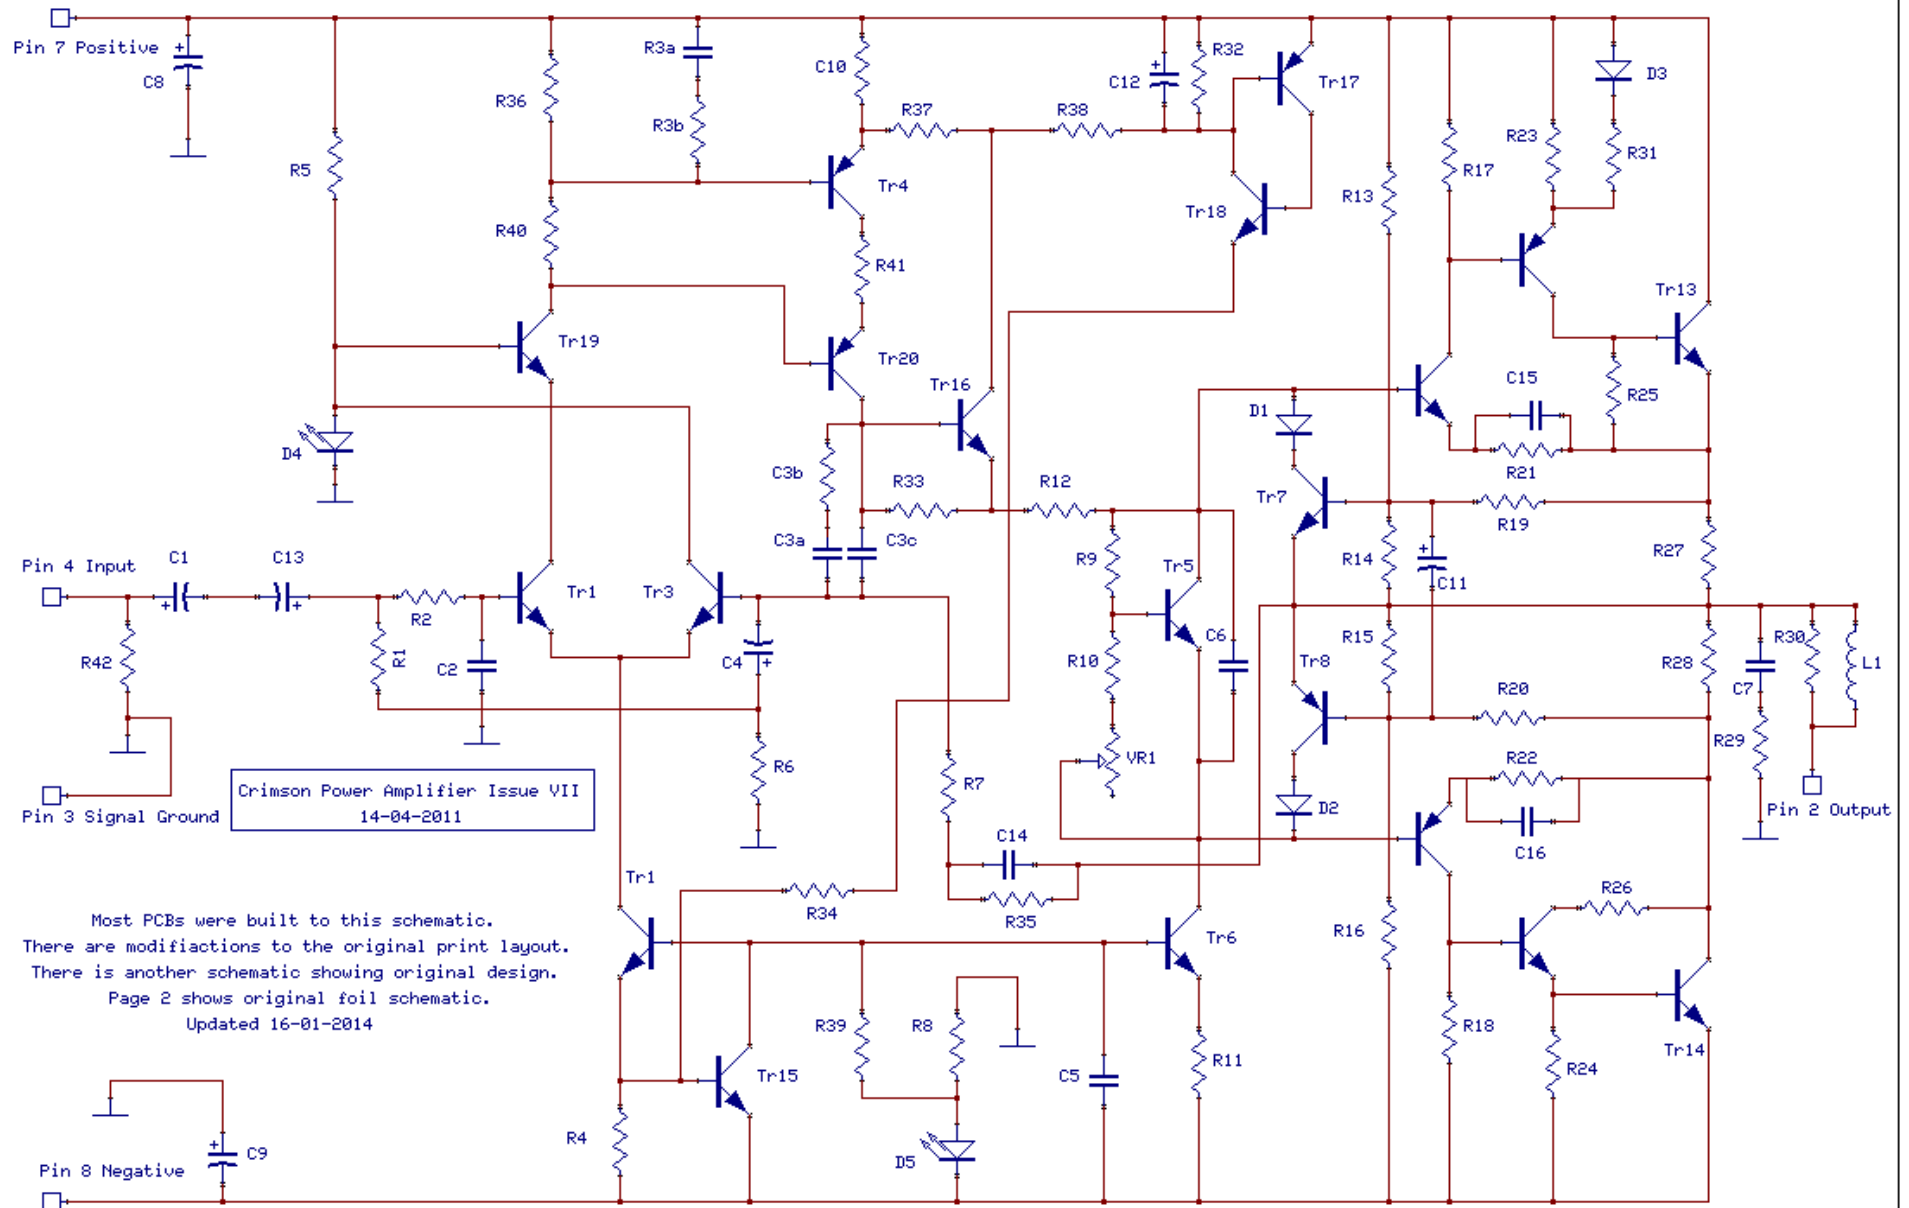 Pin 7 Positive
C8
R5
R36
R3a
R3b
C10
R37
R38
C12
R32
Tr17
R13
R17
R23
D3
R31
Tr4
Tr18
R40
R41
Tr13
Tr19
Tr20
Tr16
D1
C15
R25
R21
D4
C3b
R33
R12
Tr7
R19
C3a
C3c
R14
C11
R27
Pin 4 Input
C1
C13
R2
Tr1
Tr3
R9
Tr5
R42
R1
C2
C4
R10
C6
R15
Tr8
R28
R30
L1
C7
R20
R29
R6
R7
VR1
D2
R22
C16
Pin 2 Output
Crimson Power Amplifier Issue VII
14-04-2011
Pin 3 Signal Ground
C14
R35
Tr1
R34
R26
R16
Tr6
Most PCBs were built to this schematic.
There are modifiactions to the original print layout.
There is another schematic showing original design.
Page 2 shows original foil schematic.
Updated 16-01-2014
R39
R8
R18
Tr14
Tr15
C5
R11
R24
R4
D5
C9
Pin 8 Negative